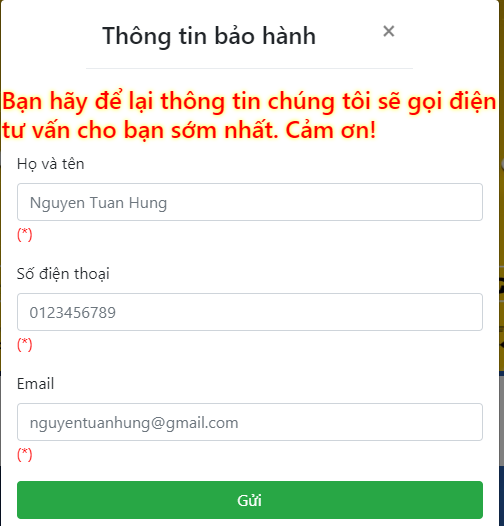 Thông tin bảo hành
×
Bạn hãy để lại thông tin chúng tôi sẽ gọi điện
tư vấn cho bạn sớm nhất. Cảm ơn!
Họ và tên
Nguyen Tuan Hung
(*)
Số điện thoại
0123456789
(*)
Email
nguyentuanhung@gmail.com
(*)
Gửi